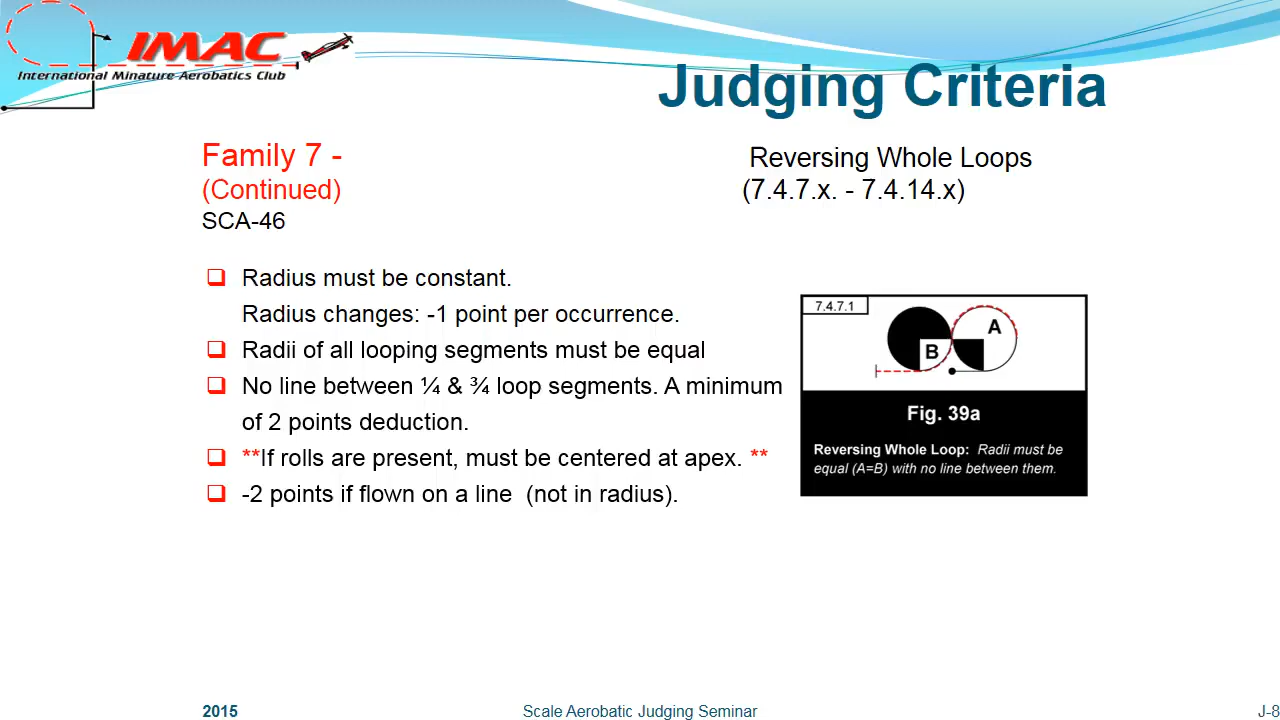 IMAC
International Minature Aerobatics Club
Judging Criteria
Family 7 -
(Continued)
SCA-46
Reversing Whole Loops
(7.4.7.x. - 7.4.14.x)
Radius must be constant.
Radius changes: -1 point per occurrence.
Radii of all looping segments must be equal
No line between ¼ & ¾ loop segments. A minimum
of 2 points deduction.
**If rolls are present, must be centered at apex. **
-2 points if flown on a line (not in radius).
7.4.7.1
A
B
Fig. 39a
Reversing Whole Loop: Radii must be
equal (A=B) with no line between them.
2015
Scale Aerobatic Judging Seminar
J-8